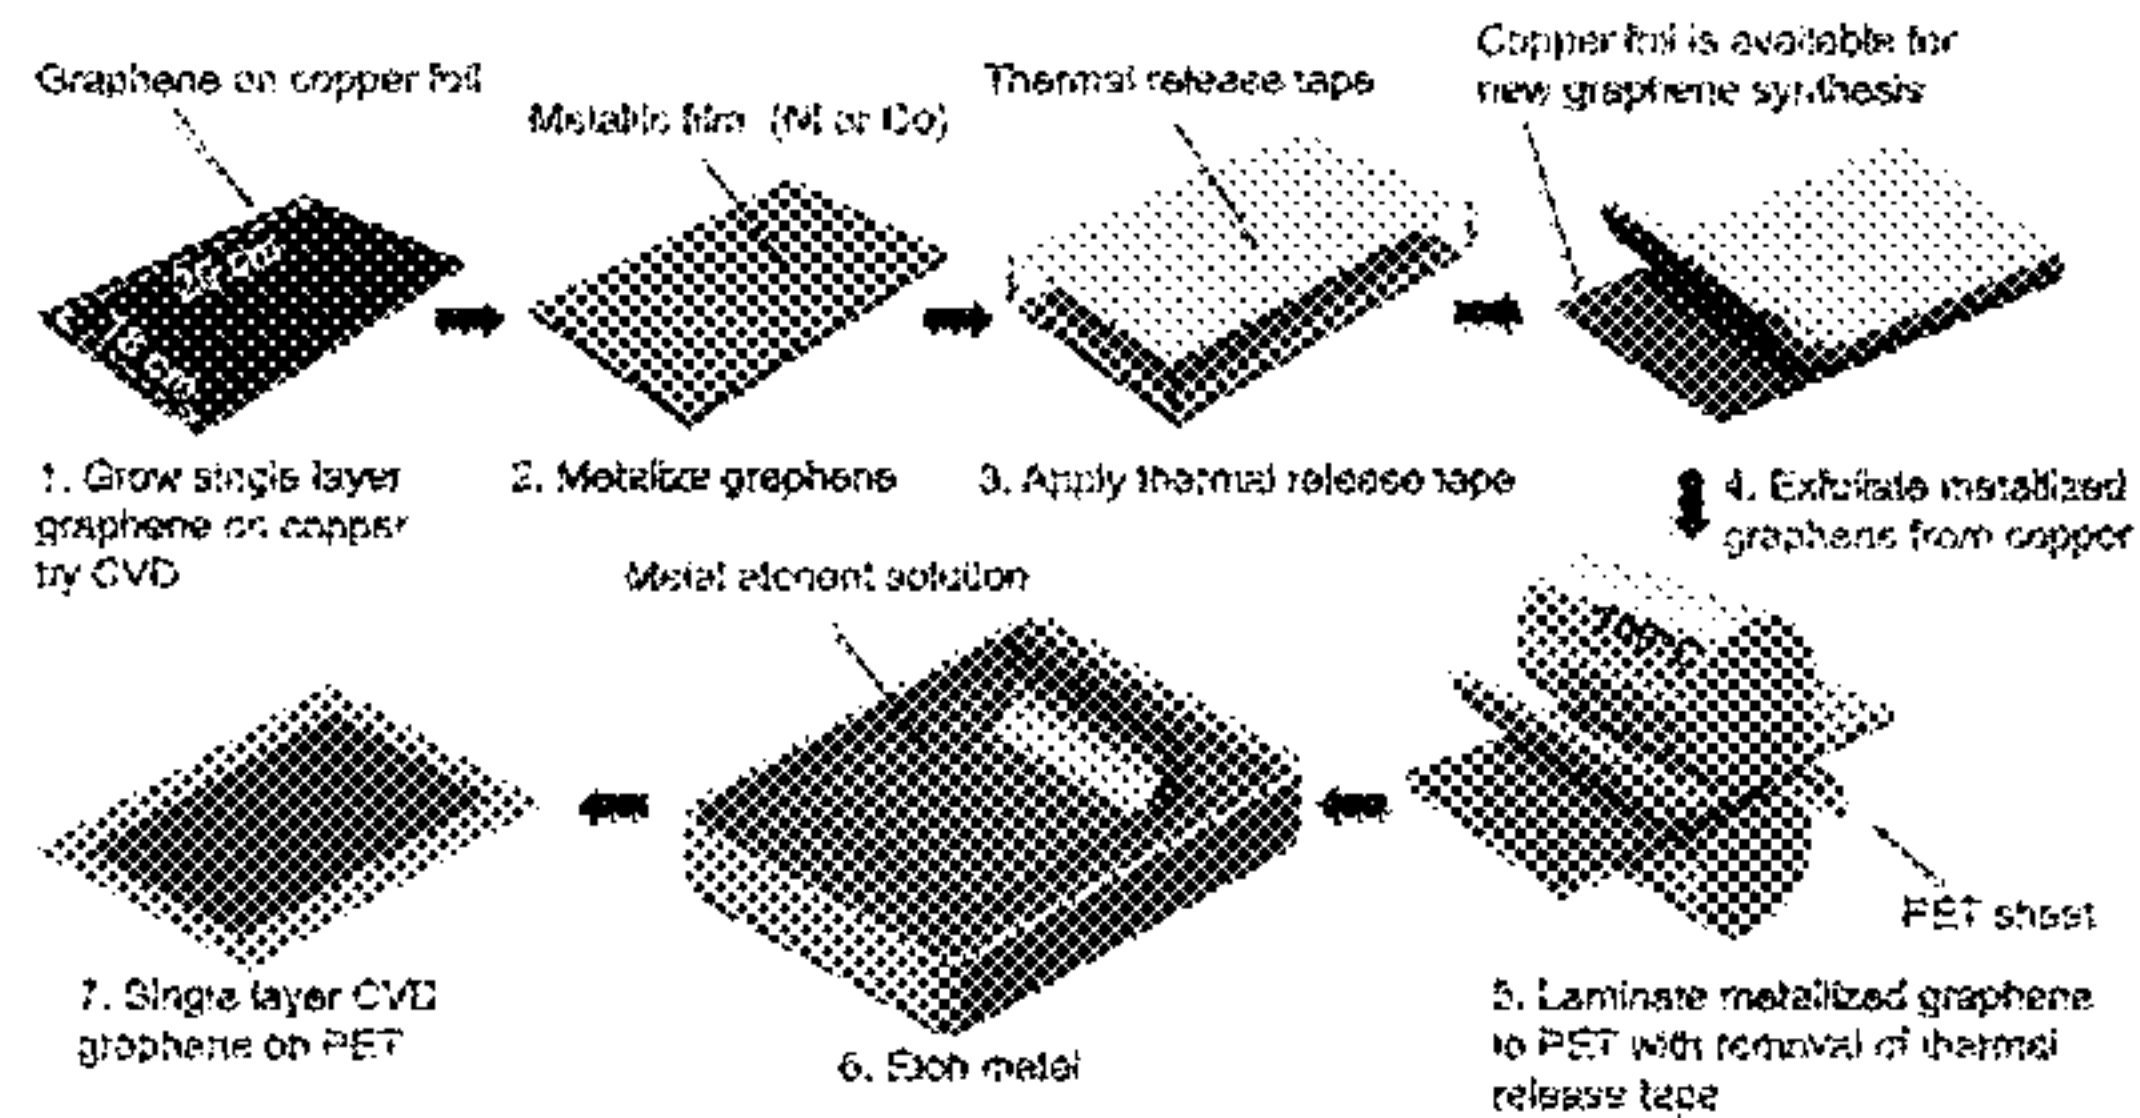 Graphene on copper foil
Metallic film (Ni or Co)
Thermal release tape
Copper foil is available for
new graphene synthesis
18 cm
1. Grow single layer
graphene on copper
by CVD
2. Metalize graphene
3. Apply thermal release tape
4. Exfoliate metallized
graphene from copper
Metal etchant solution
PET sheet
5. Laminate metallized graphene
to PET with removal of thermal
release tape
6. Etch metal
7. Single layer CVD
graphene on PET